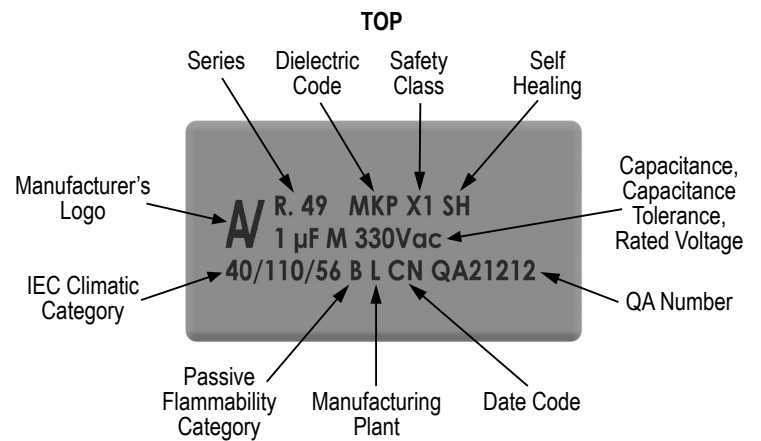 TOP
Series
Dielectric
Code
Safety
Class
Self
Healing
Manufacturer's
Logo
R. 49 MKP X1 SH
1 µF M 330Vac
40/110/56 B L CN QA21212
Capacitance,
Capacitance
Tolerance,
Rated Voltage
IEC Climatic
Category
QA Number
Passive
Flammability
Category
Manufacturing
Plant
Date Code